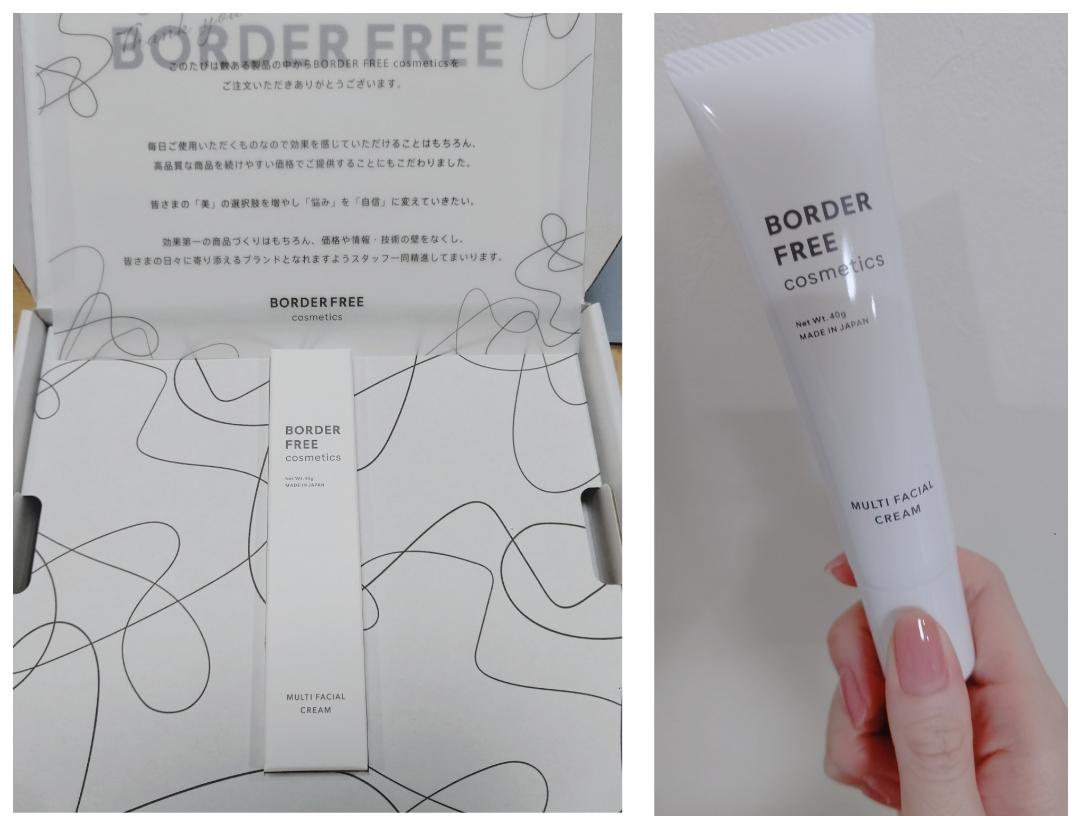 Thank you
BORDER FREE
このたびは数ある製品の中からBORDER FREE cosmeticsを
ご注文いただきありがとうございます。
毎日ご使用いただくものなので効果を感じていただけることはもちろん、
高品質な商品を続けやすい価格でご提供することにもこだわりました。
皆さまの「美」の選択肢を増やし「悩み」を「自信」に変えていきたい。
効果第一の商品づくりはもちろん、価格や情報・技術の壁をなくし、
皆さまの日々に寄り添えるブランドとなれますようスタッフ一同精進してまいります。
BORDER FREE
cosmetics
BORDER
FREE
cosmetics
Net Wt. 40g
MADE IN JAPAN
MULTI FACIAL
CREAM
BORDER
FREE
cosmetics
Net Wt. 40g
MADE IN JAPAN
MULTI FACIAL
CREAM